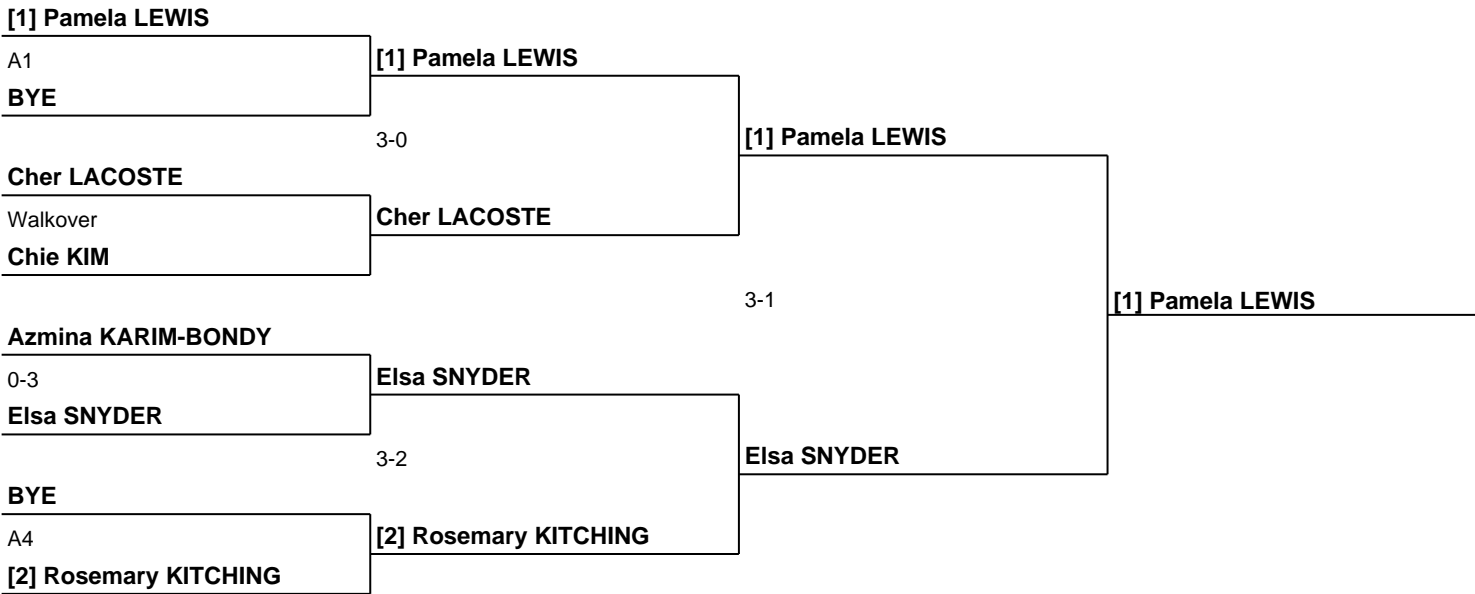 [1] Pamela LEWIS
A1
[1] Pamela LEWIS
BYE
3-0
[1] Pamela LEWIS
Cher LACOSTE
Walkover
Cher LACOSTE
Chie KIM
3-1
[1] Pamela LEWIS
Azmina KARIM-BONDY
0-3
Elsa SNYDER
Elsa SNYDER
3-2
Elsa SNYDER
BYE
A4
[2] Rosemary KITCHING
[2] Rosemary KITCHING